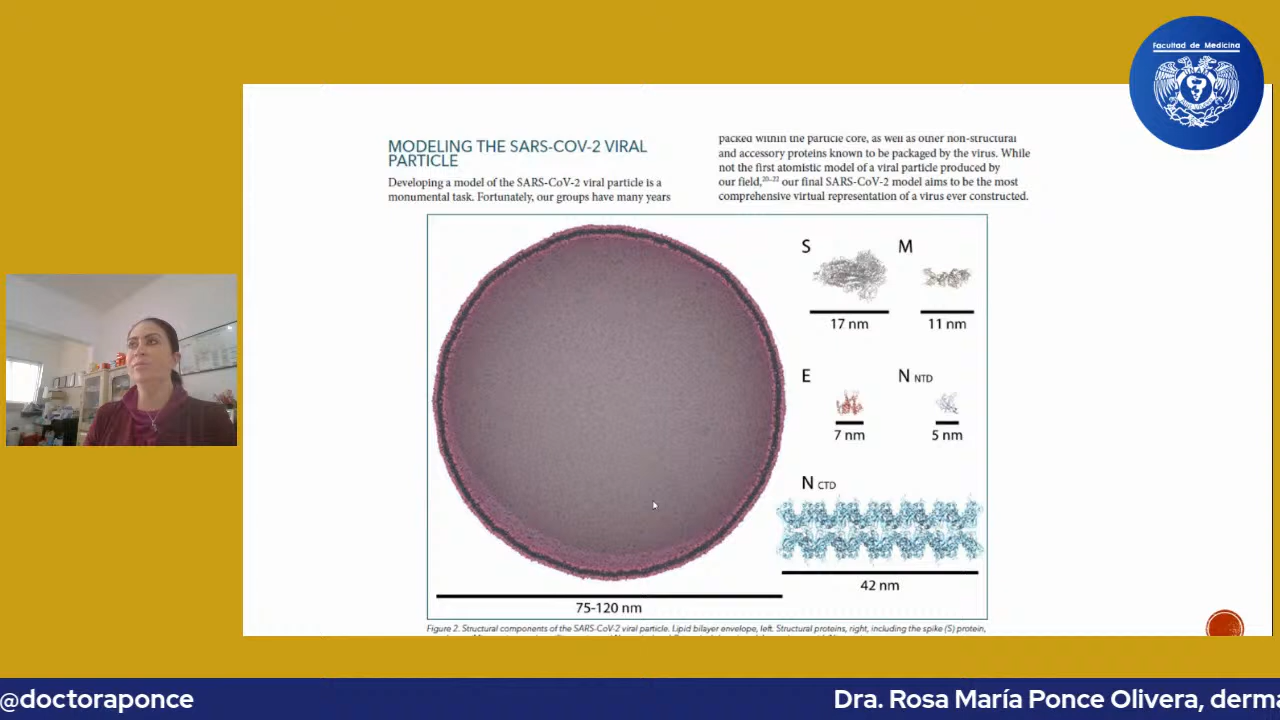 Facultad de Medicina
MODELING THE SARS-COV-2 VIRAL
PARTICLE
Developing a model of the SARS-CoV-2 viral particle is a
monumental task. Fortunately, our groups have many years
packed within the particle core, as well as other non-structural
and accessory proteins known to be packaged by the virus. While
not the first atomistic model of a viral particle produced by
our field,20–22 our final SARS-CoV-2 model aims to be the most
comprehensive virtual representation of a virus ever constructed.
S
M
17 nm
11 nm
E
N NTD
7 nm
5 nm
N CTD
42 nm
75-120 nm
Figure 2. Structural components of the SARS-CoV-2 viral particle. Lipid bilayer envelope, left. Structural proteins, right, including the spike (S) protein,
@doctoraponce
Dra. Rosa María Ponce Olivera, derma